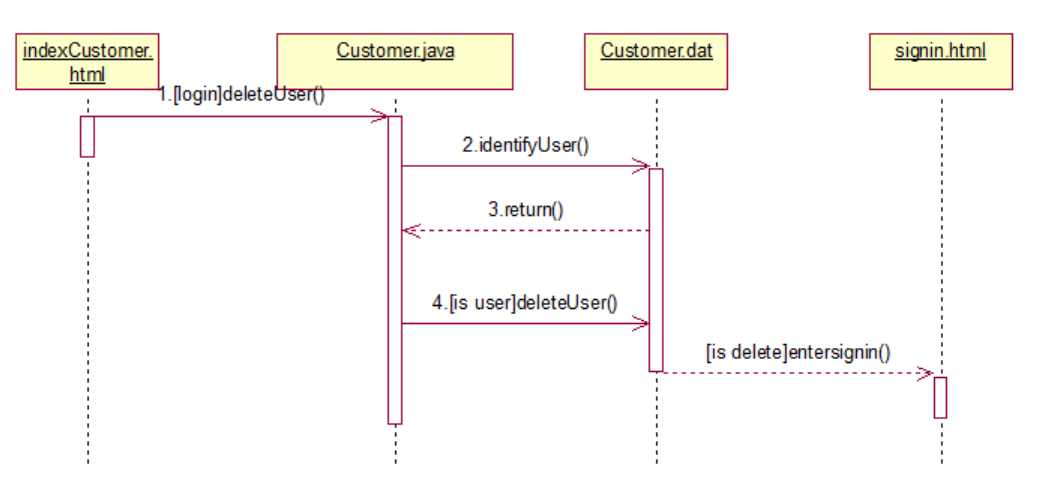 indexCustomer.
html
Customer.java
Customer.dat
signin.html
1.[login]deleteUser()
2.identifyUser()
3.return()
4.[is user]deleteUser()
[is delete]entersignin()